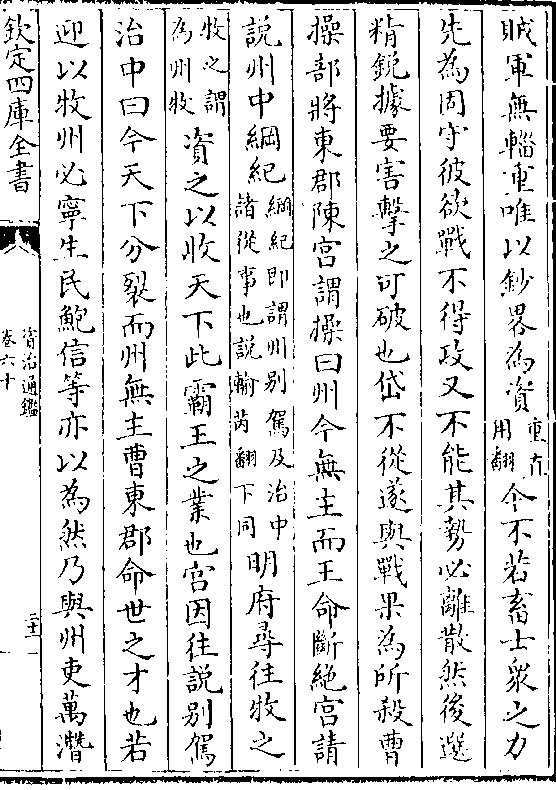 賊軍無輜重唯以鈔畧為資重直用翻今不若畜士衆之力
先為固守彼欲戰不得攻又不能其勢必離散然後選
精鋭據要害擊之可破也岱不從遂與戰果為所殺曹
操部將東郡陳宫謂操曰州今無主而王命斷絶宫請
說州中綱紀綱紀即謂州别駕及治中諸從事也說輸芮翻下同明府尋往牧之
牧之謂為州牧資之以收天下此霸王之業也宫因往說别駕
治中曰今天下分裂而州無主曹東郡命世之才也若
迎以牧州必寧生民鮑信等亦以為然乃與州吏萬潛
欽定四庫全書
資治通鑑
卷六十